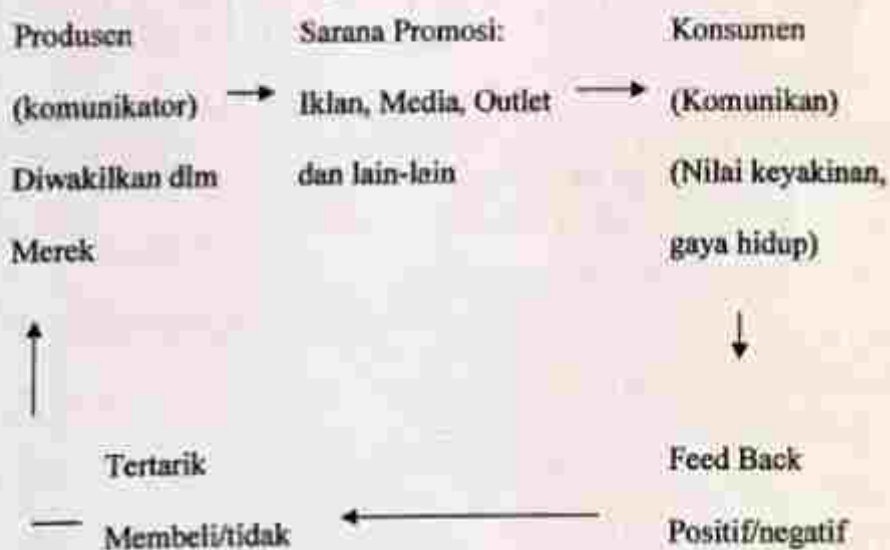 Produsen
(komunikator)
Diwakilkan dlm
Merek
Sarana Promosi:
Iklan, Media, Outlet
dan lain-lain
Konsumen
(Komunikan)
(Nilai keyakinan,
gaya hidup)
Feed Back
Positif/negatif
Tertarik
Membeli/tidak